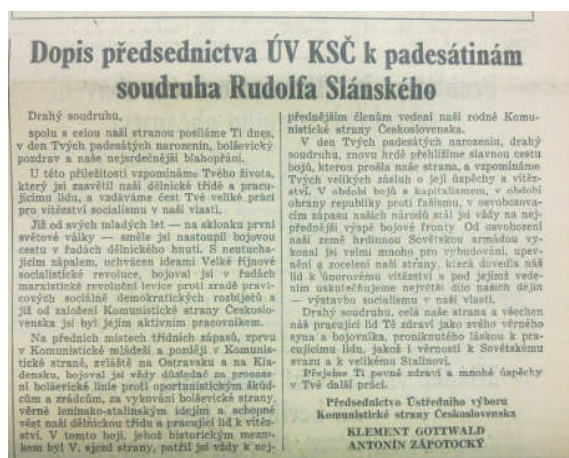 Dopis předsednictva ÚV KSČ k padesátinám
soudruha Rudolfa Slánského
Drahý soudruhu,
spolu s celou naší stranou posíláme Ti dnes,
v den Tvých padesátých narozenin, bolševický
pozdrav a naše nejsrdečnější blahopřání.
U této příležitosti vzpomínáme Tvého života,
který jsi zasvětil naší dělnické třídě a pracu-
jícímu lidu, a vzdáváme čest Tvé veliké práci
pro vítězství socialismu v naší vlasti.
Již od svých mladých let — na sklonku první
světové války — směle jsi nastoupil bojovou
cestu v řadách dělnického hnutí. S neutucha-
jícím zápalem, uchvácen ideami Velké říjnové
socialistické revoluce, bojoval jsi v řadách
marxistické revoluční levice proti zradě pravi-
cových sociálně demokratických rozbiječů a
již od založení Komunistické strany Českoslo-
venska jsi byl jejím aktivním pracovníkem.
Na předních místech třídních zápasů, zprvu
v Komunistické mládeži a později v Komunis-
tické straně, zvláště na Ostravsku a na Kla-
densku, bojoval jsi vždy důsledně za pronase-
ní bolševické linie proti oportunistickým škůd-
cům a zrádcům, za vykování bolševické strany,
věrné leninsko-stalinským idejím a schopné
vést naši dělnickou třídu a pracující lid k vítěz-
ství. V tomto boji, jehož historickým mezní-
kem byl V. sjezd strany, patřil jsi vždy k nej-
přednějším členům vedení naší rodné Komu-
nistické strany Československa.
V den Tvých padesátých narozenin, drahý
soudruhu, znovu hrdě přehlížíme slavnou cestu
bojů, kterou prošla naše strana, a vzpomínáme
Tvých velikých zásluh o její úspěchy a vítěz-
ství. V období bojů s kapitalismem, v období
obrany republiky proti fašismu, v osvobozova-
cím zápasu našich národů stál jsi vždy na nej-
přednější výspě bojové fronty. Od osvobození
naší země hrdinnou Sovětskou armádou vy-
konal jsi velmi mnoho pro vybudování, upev-
nění a zocelení naší strany, která dovedla náš
lid k únorovému vítězství a pod jejímž vede-
ním uskutečňujeme největší dílo našich dějin
— výstavbu socialismu v naší vlasti.
Drahý soudruhu, celá naše strana a všechen
náš pracující lid Tě zdraví jako svého věrného
syna a bojovníka, proniknutého láskou k pra-
cujícímu lidu, jakož i věrností k Sovětskému
svazu a k velikému Stalinovi.
Přejeme Ti pevné zdraví a mnohé úspěchy
v Tvé další práci.
Předsednictvo Ústředního výboru
Komunistické strany Československa
KLEMENT GOTTWALD
ANTONÍN ZÁPOTOCKÝ